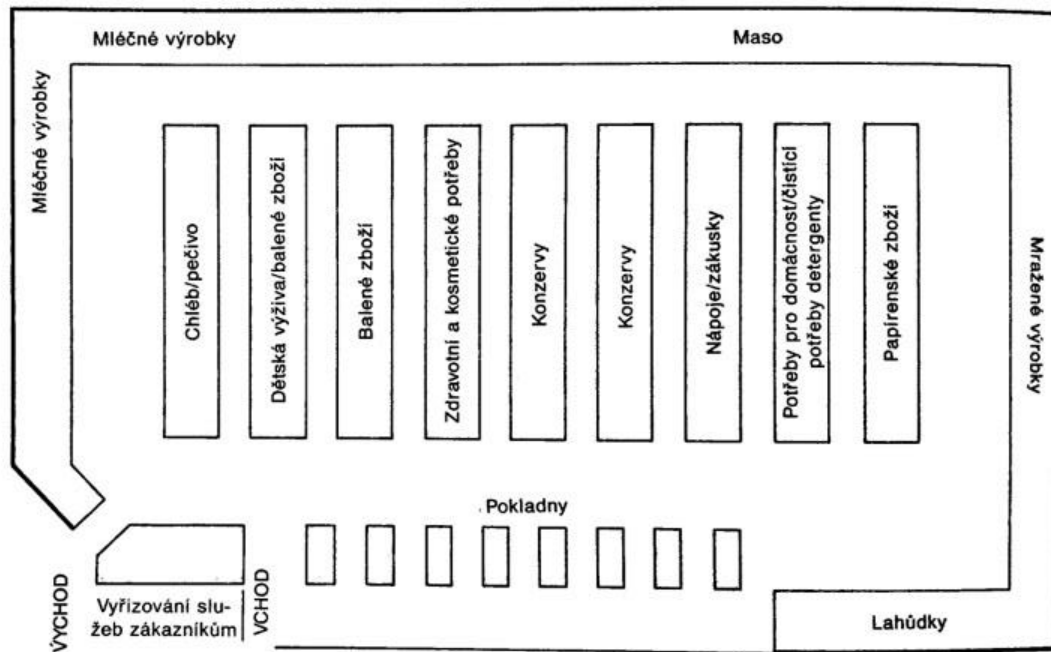 Mléčné výrobky
Maso
Mléčné výrobky
Chléb/pečivo
Dětská výživa/balené zboží
Balené zboží
Zdravotní a kosmetické potřeby
Konzervy
Konzervy
Nápoje/zákusky
Potřeby pro domácnost/čisticí
potřeby detergenty
Papírenské zboží
Mražené výrobky
Pokladny
VÝCHOD
Vyřizování slu-
žeb zákazníkům
VCHOD
Lahůdky